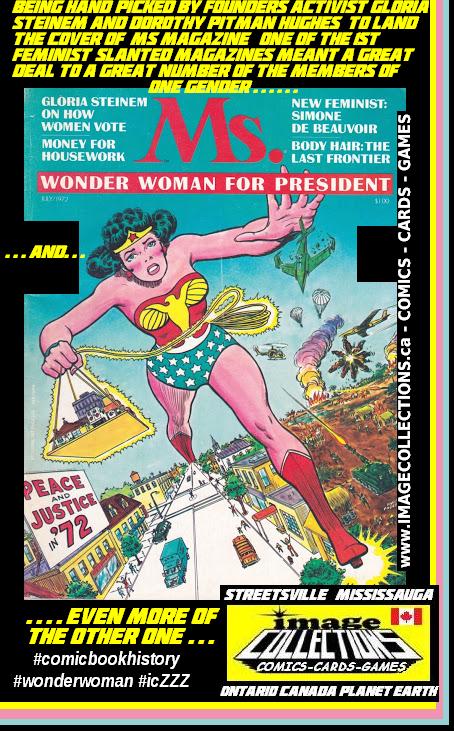 BEING HAND PICKED BY FOUNDERS ACTIVIST GLORIA
STEINEM AND DOROTHY PITMAN HUGHES TO LAND
THE COVER OF MS MAGAZINE ONE OF THE 1ST
FEMINIST SLANTED MAGAZINES MEANT A GREAT
DEAL TO A GREAT NUMBER OF THE MEMBERS OF
ONE GENDER ......
GLORIA STEINEM
ON HOW
WOMEN VOTE
MONEY FOR
HOUSEWORK
Ms.
NEW FEMINIST:
SIMONE
DE BEAUVOIR
BODY HAIR: THE
LAST FRONTIER
WONDER WOMAN FOR PRESIDENT
JULY/1972
$1.00
... AND...
PEACE
AND
JUSTICE
IN '72
www.IMAGECOLLECTIONS.ca - COMICS - CARDS - GAMES
.... EVEN MORE OF
THE OTHER ONE ...
#comicbookhistory
#wonderwoman #icZZZ
STREETSVILLE MISSISSAUGA
image
COLLECTIONS
COMICS-CARDS-GAMES
ONTARIO CANADA PLANET EARTH